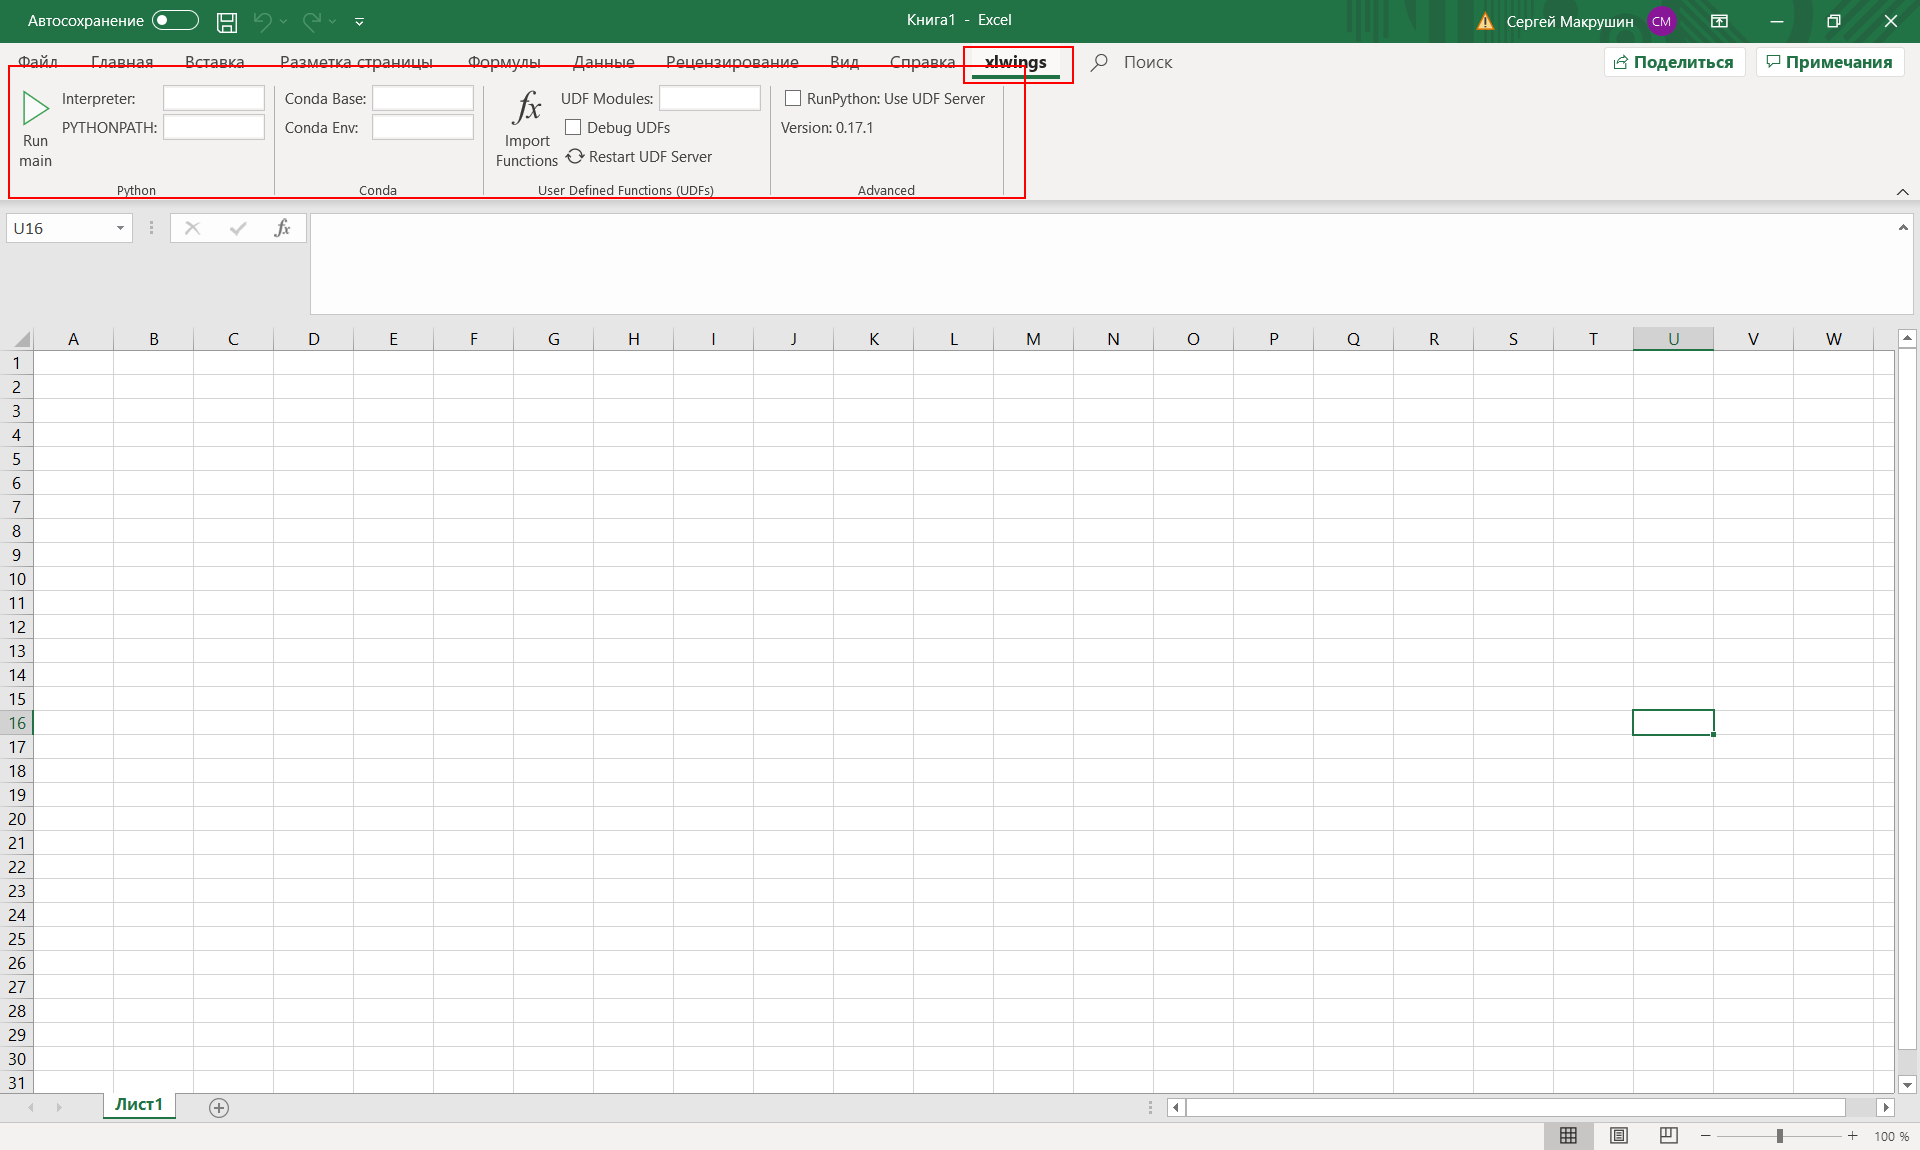 Автосохранение
Книга1 - Excel
Сергей Макрушин CM
Файл Главная Вставка Разметка страницы Формулы Данные Рецензирование Вид Справка xlwings Поиск Поделиться Примечания
Run main
Interpreter:
PYTHONPATH:
Python
Conda Base:
Conda Env:
Conda
fx
Import Functions
UDF Modules:
Debug UDFs
Restart UDF Server
User Defined Functions (UDFs)
RunPython: Use UDF Server
Version: 0.17.1
Advanced
U16 fx
A B C D E F G H I J K L M N O P Q R S T U V W
1
2
3
4
5
6
7
8
9
10
11
12
13
14
15
16
17
18
19
20
21
22
23
24
25
26
27
28
29
30
31
Лист1
100 %